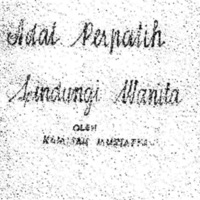 Adat Perpatih
Lindungi Wanita
OLEH